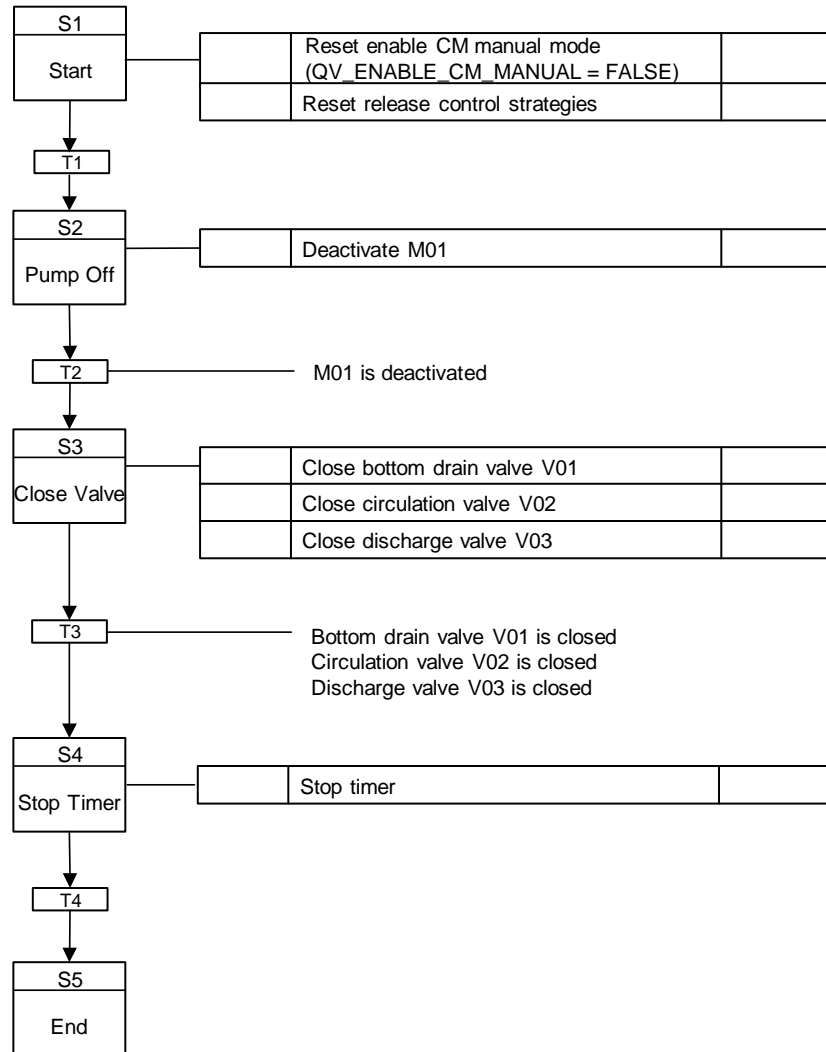 S1
Start
Reset enable CM manual mode
(QV_ENABLE_CM_MANUAL = FALSE)
Reset release control strategies
T1
S2
Pump Off
Deactivate M01
T2
M01 is deactivated
S3
Close Valve
Close bottom drain valve V01
Close circulation valve V02
Close discharge valve V03
T3
Bottom drain valve V01 is closed
Circulation valve V02 is closed
Discharge valve V03 is closed
S4
Stop Timer
Stop timer
T4
S5
End